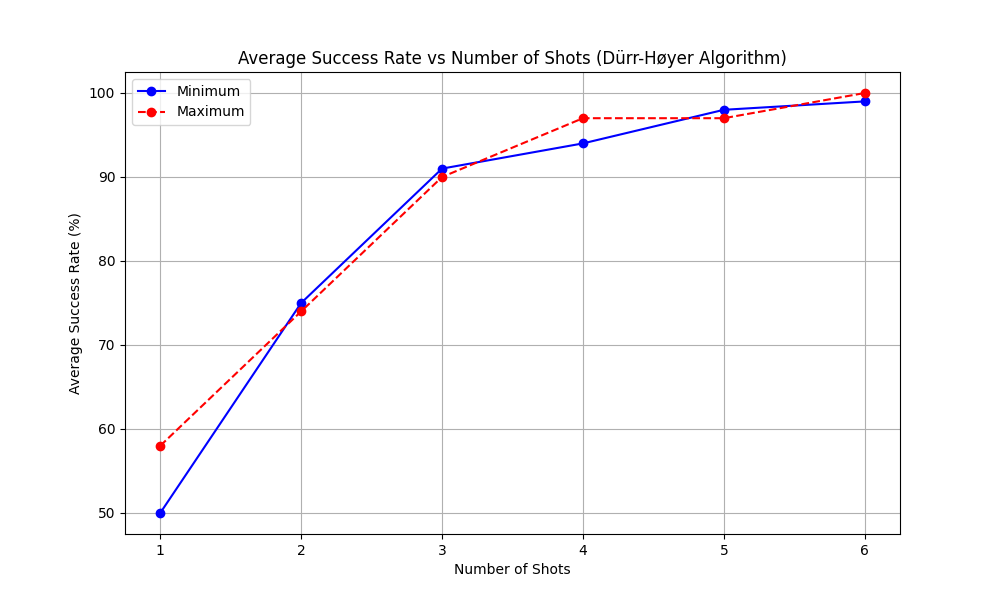 Average Success Rate vs Number of Shots (Dürr-Høyer Algorithm)
Minimum
Maximum
Average Success Rate (%)
100
90
80
70
60
50
1 2 3 4 5 6
Number of Shots